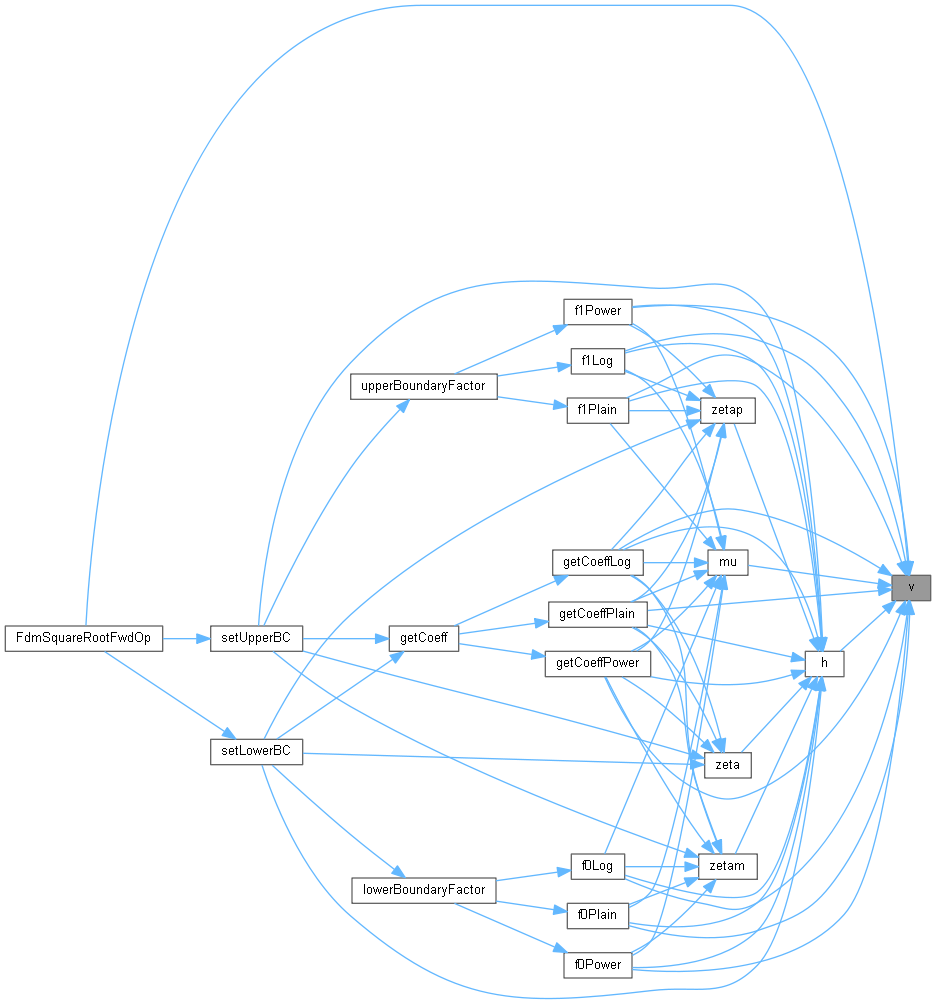 f1Power
f1Log
upperBoundaryFactor
f1Plain
zetap
getCoeffLog
mu
v
getCoeffPlain
FdmSquareRootFwdOp
setUpperBC
getCoeff
getCoeffPower
h
setLowerBC
zeta
f0Log
zetam
lowerBoundaryFactor
f0Plain
f0Power